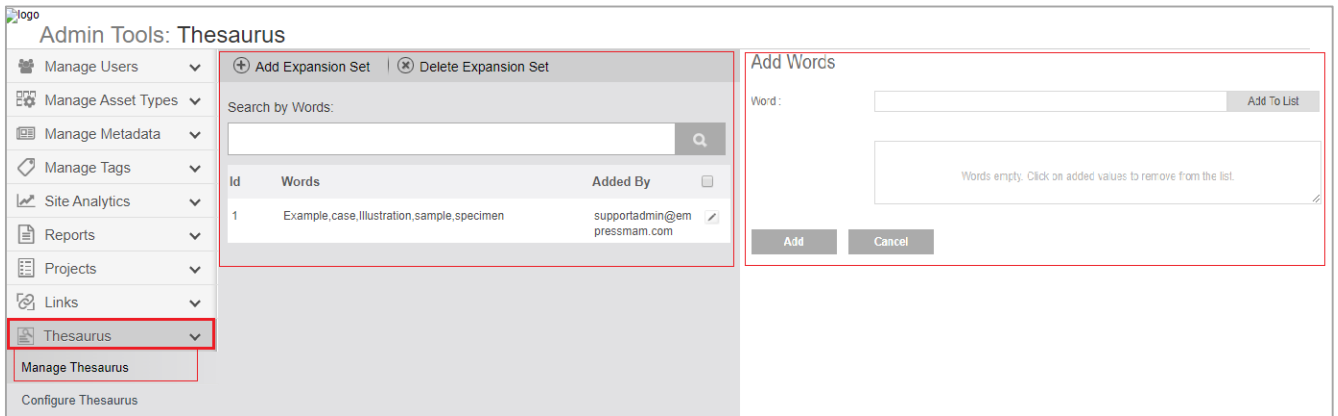 logo
Admin Tools: Thesaurus
Manage Users
Manage Asset Types
Manage Metadata
Manage Tags
Site Analytics
Reports
Projects
Links
Thesaurus
Manage Thesaurus
Configure Thesaurus
Add Expansion Set | Delete Expansion Set
Search by Words:
Id Words Added By
1 Example,case,Illustration,sample,specimen supportadmin@em
pressmam.com
Add Words
Word : Add To List
Words empty. Click on added values to remove from the list.
Add Cancel